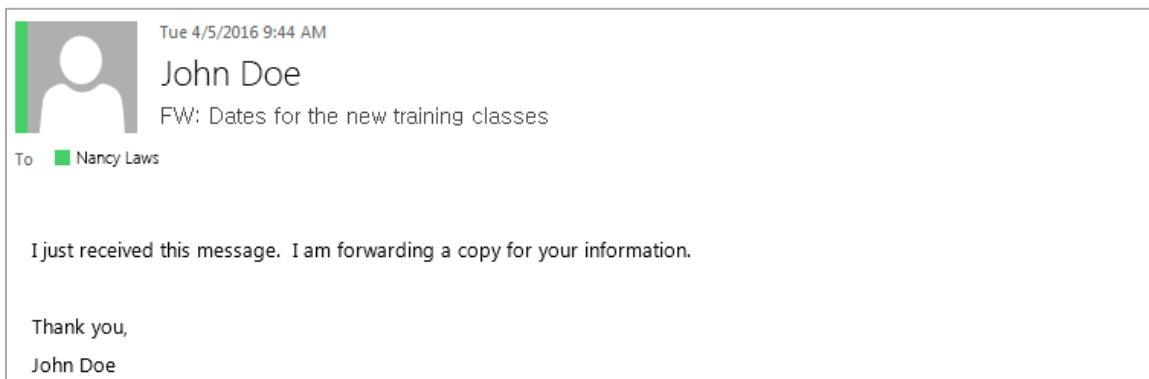 Tue 4/5/2016 9:44 AM
John Doe
FW: Dates for the new training classes
To Nancy Laws
I just received this message.  I am forwarding a copy for your information.
Thank you,
John Doe